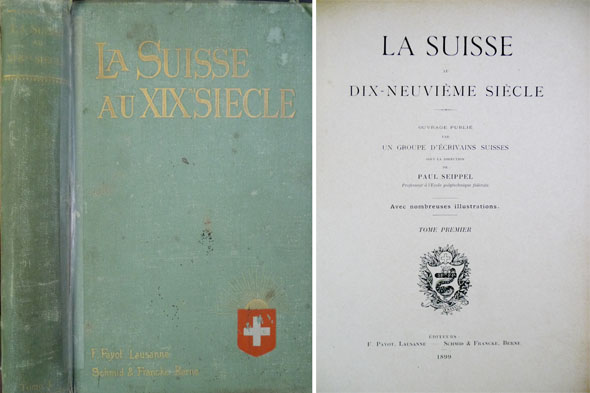 LA SUISSE
AU XIXᵉ SIÈCLE
F. Payot Lausanne
Schmid & Francke Berne
LA SUISSE
AU
DIX-NEUVIÈME SIÈCLE
OUVRAGE PUBLIÉ
PAR
UN GROUPE D'ÉCRIVAINS SUISSES
SOUS LA DIRECTION
DE
PAUL SEIPPEL
Professeur à l'École polytechnique fédérale
Avec nombreuses illustrations.
TOME PREMIER
ÉDITEURS :
F. PAYOT, LAUSANNE — SCHMID & FRANCKE, BERNE
1899